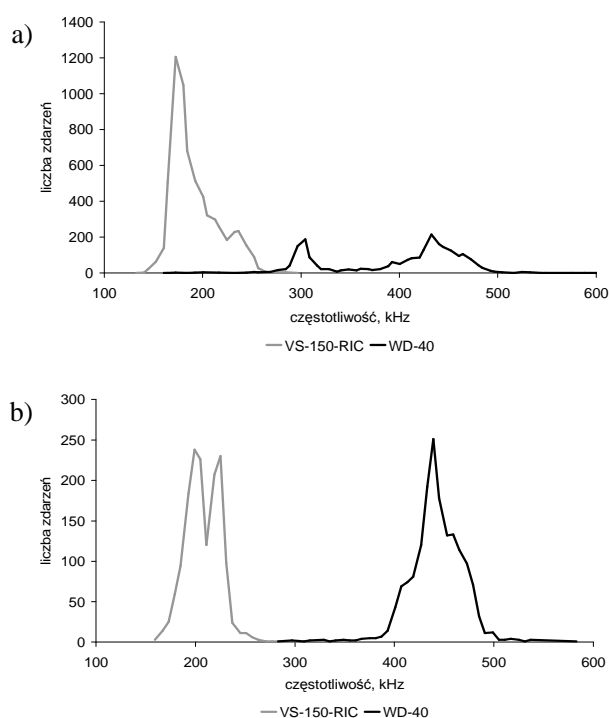 a)
1400
1200
1000
800
600
400
200
0
liczba zdarzeń
100 200 300 400 500 600
częstotliwość, kHz
VS-150-RIC WD-40
b)
300
250
200
150
100
50
0
liczba zdarzeń
100 200 300 400 500 600
częstotliwość, kHz
VS-150-RIC WD-40